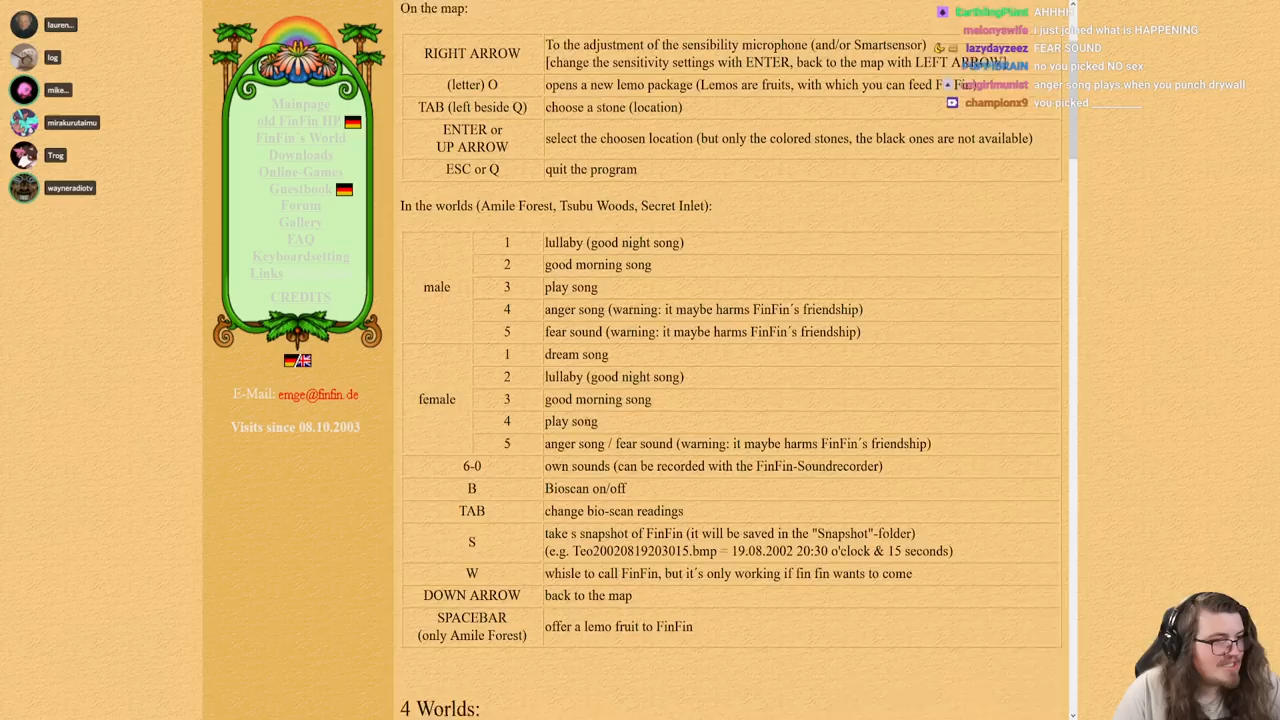 lauren...
log
mike...
mirakurutaimu
Trog
wayneradiotv
Mainpage
old FinFin HP
FinFin´s World
Downloads
Online-Games
Guestbook
Forum
Gallery
FAQ
Keyboardsetting
Links
CREDITS
E-Mail: emge@finfin.de
Visits since 08.10.2003
On the map:
RIGHT ARROW
To the adjustment of the sensibility microphone (and/or Smartsensor)
[change the sensitivity settings with ENTER, back to the map with LEFT ARROW]
(letter) O
opens a new lemo package (Lemos are fruits, with which you can feed FinFin)
TAB (left beside Q)
choose a stone (location)
ENTER or
UP ARROW
select the choosen location (but only the colored stones, the black ones are not available)
ESC or Q
quit the program
In the worlds (Amile Forest, Tsubu Woods, Secret Inlet):
male
1 lullaby (good night song)
2 good morning song
3 play song
4 anger song (warning: it maybe harms FinFin´s friendship)
5 fear sound (warning: it maybe harms FinFin´s friendship)
female
1 dream song
2 lullaby (good night song)
3 good morning song
4 play song
5 anger song / fear sound (warning: it maybe harms FinFin´s friendship)
6-0 own sounds (can be recorded with the FinFin-Soundrecorder)
B Bioscan on/off
TAB change bio-scan readings
S
take s snapshot of FinFin (it will be saved in the "Snapshot"-folder)
(e.g. Teo20020819203015.bmp = 19.08.2002 20:30 o'clock & 15 seconds)
W whisle to call FinFin, but it´s only working if fin fin wants to come
DOWN ARROW back to the map
SPACEBAR
(only Amile Forest)
offer a lemo fruit to FinFin
4 Worlds:
EarthlingPlant AHHHH
melonyswife i just joined what is HAPPENING
lazydayzeez FEAR SOUND
no you picked NO sex
anger song plays when you punch drywall
championx9 you picked __________